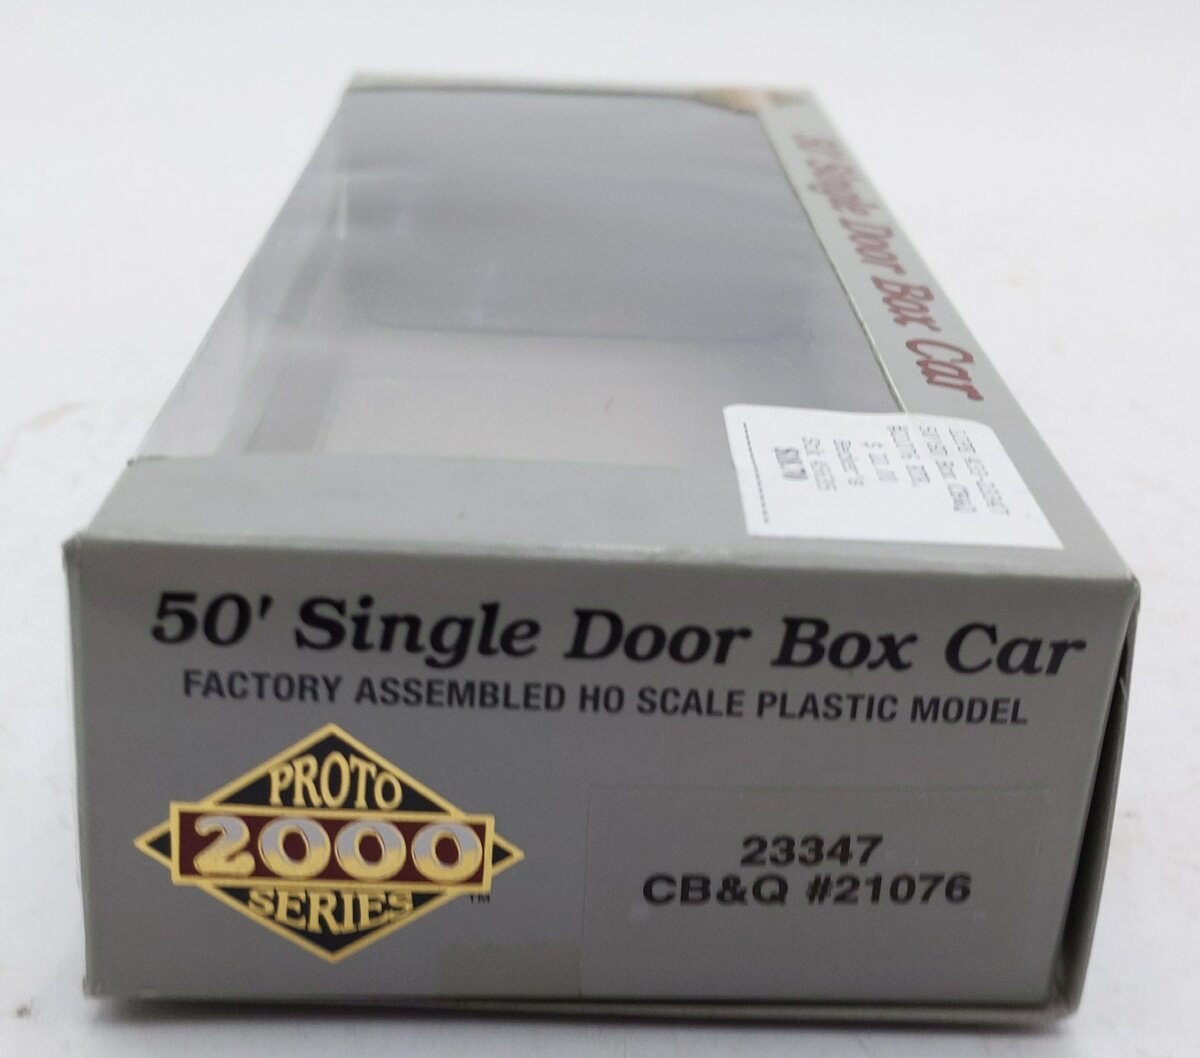 50' Single Door Box Car
50' Single Door Box Car
FACTORY ASSEMBLED HO SCALE PLASTIC MODEL
PROTO
2000
SERIES
TM
23347
CB&Q #21076